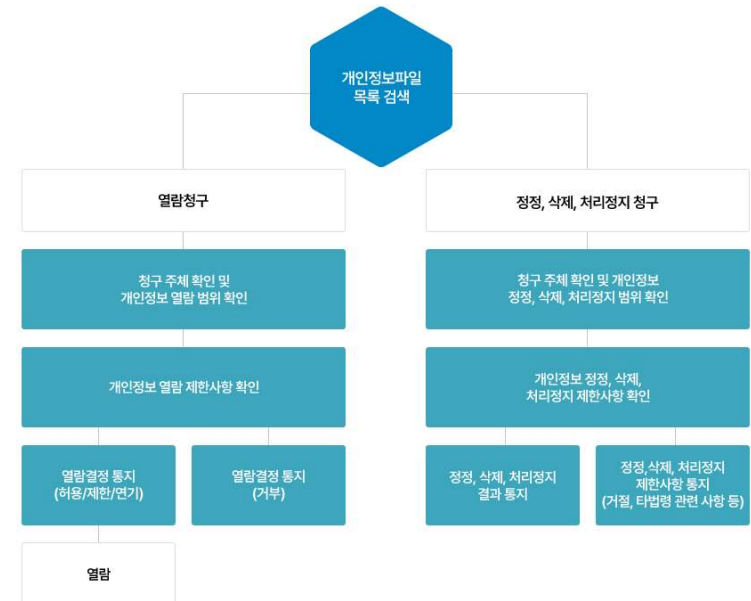 개인정보파일
목록 검색
열람청구
청구 주체 확인 및
개인정보 열람 범위 확인
개인정보 열람 제한사항 확인
열람결정 통지
(허용/제한/연기)
열람결정 통지
(거부)
열람
정정, 삭제, 처리정지 청구
청구 주체 확인 및 개인정보
정정, 삭제, 처리정지 범위 확인
개인정보 정정, 삭제,
처리정지 제한사항 확인
정정, 삭제, 처리정지
결과 통지
정정,삭제, 처리정지
제한사항 통지
(거절, 타법령 관련 사항 등)